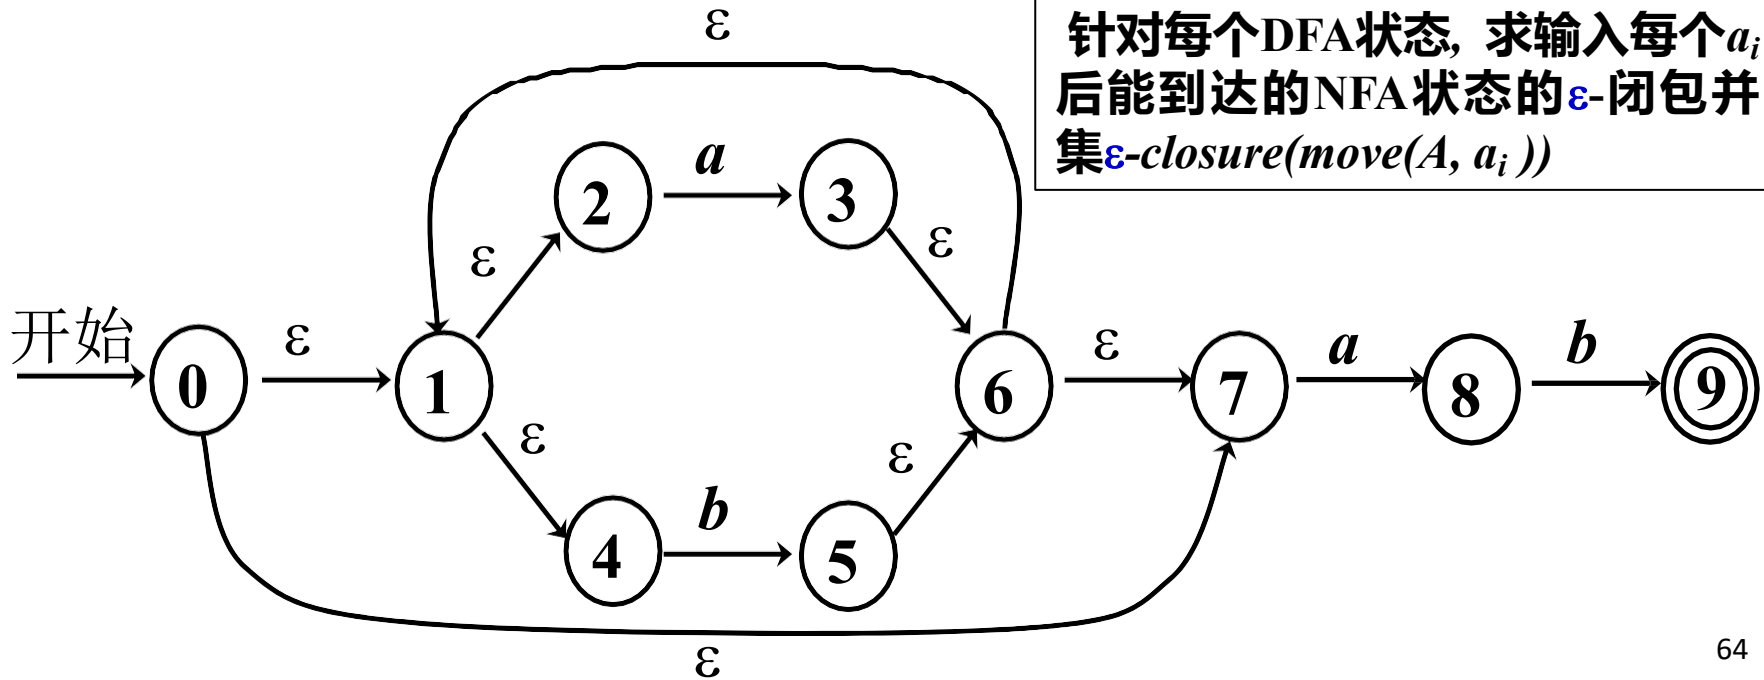 ε
针对每个DFA状态, 求输入每个aᵢ
后能到达的NFA状态的ε-闭包并
集ε-closure(move(A, aᵢ ))
a
2
3
ε
ε
开始
ε
0
1
6
ε
7
a
8
b
9
ε
ε
b
4
5
ε
64